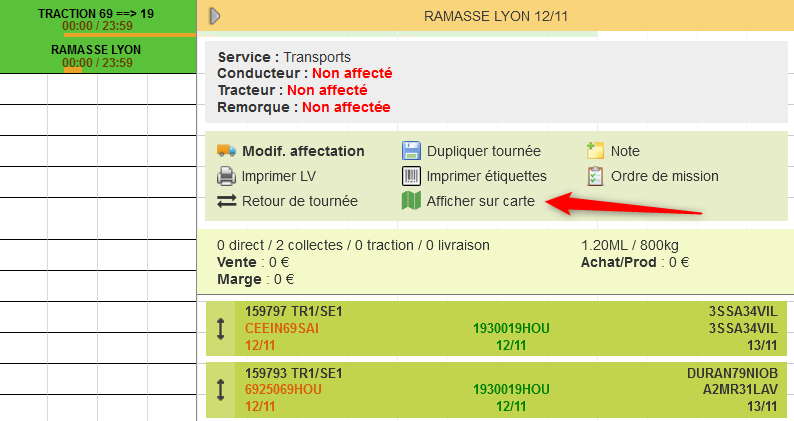 TRACTION 69 ==> 19
00:00 / 23:59
RAMASSE LYON
00:00 / 23:59
RAMASSE LYON 12/11
Service : Transports
Conducteur : Non affecté
Tracteur : Non affecté
Remorque : Non affectée
Modif. affectation Dupliquer tournée Note
Imprimer LV Imprimer étiquettes Ordre de mission
Retour de tournée Afficher sur carte
0 direct / 2 collectes / 0 traction / 0 livraison 1.20ML / 800kg
Vente : 0 € Achat/Prod : 0 €
Marge : 0 €
159797 TR1/SE1 3SSA34VIL
CEEIN69SAI 1930019HOU 3SSA34VIL
12/11 12/11 13/11
159793 TR1/SE1 DURAN79NIOB
6925069HOU 1930019HOU A2MR31LAV
12/11 12/11 13/11